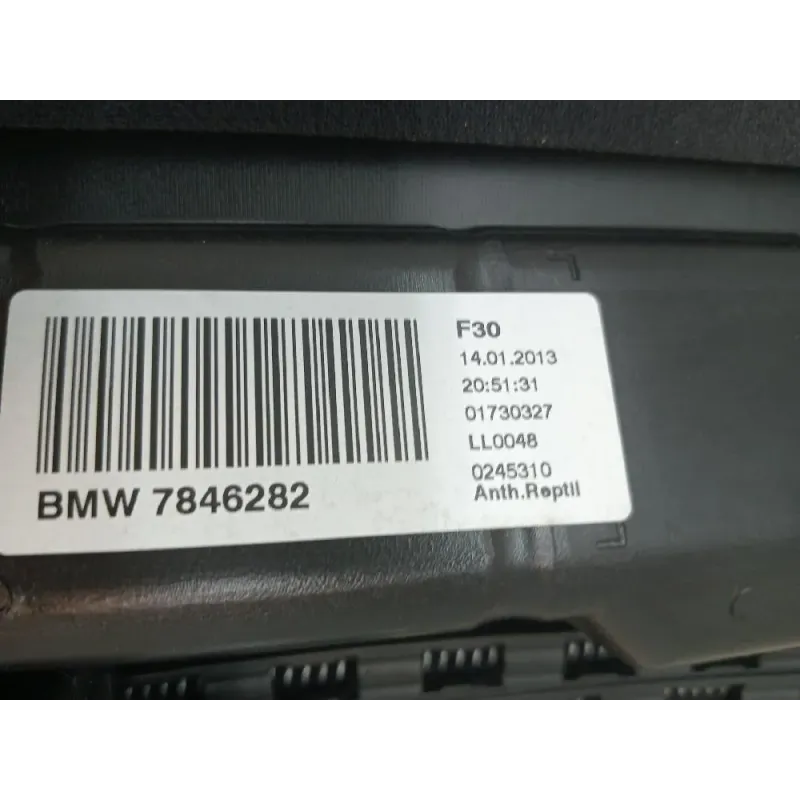 F30
14.01.2013
20:51:31
01730327
LL0048
0245310
Anth.Reptil
BMW 7846282